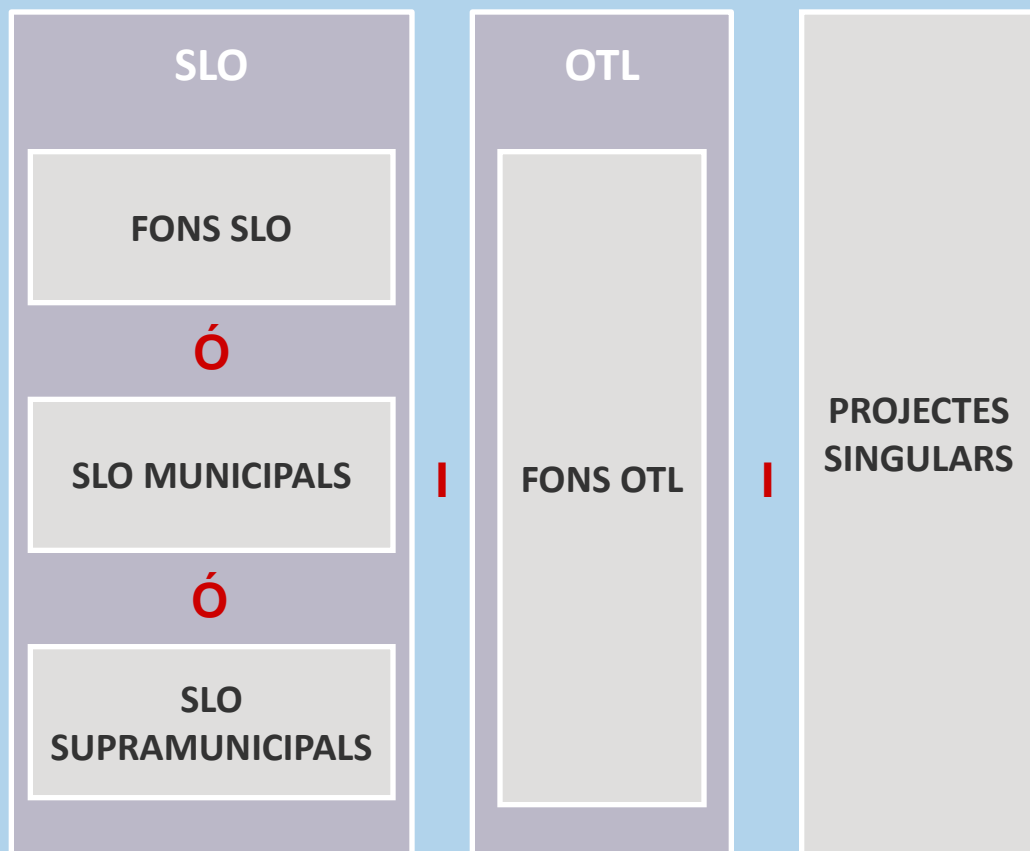 SLO
FONS SLO
Ó
SLO MUNICIPALS
Ó
SLO
SUPRAMUNICIPALS
I
OTL
FONS OTL
I
PROJECTES
SINGULARS